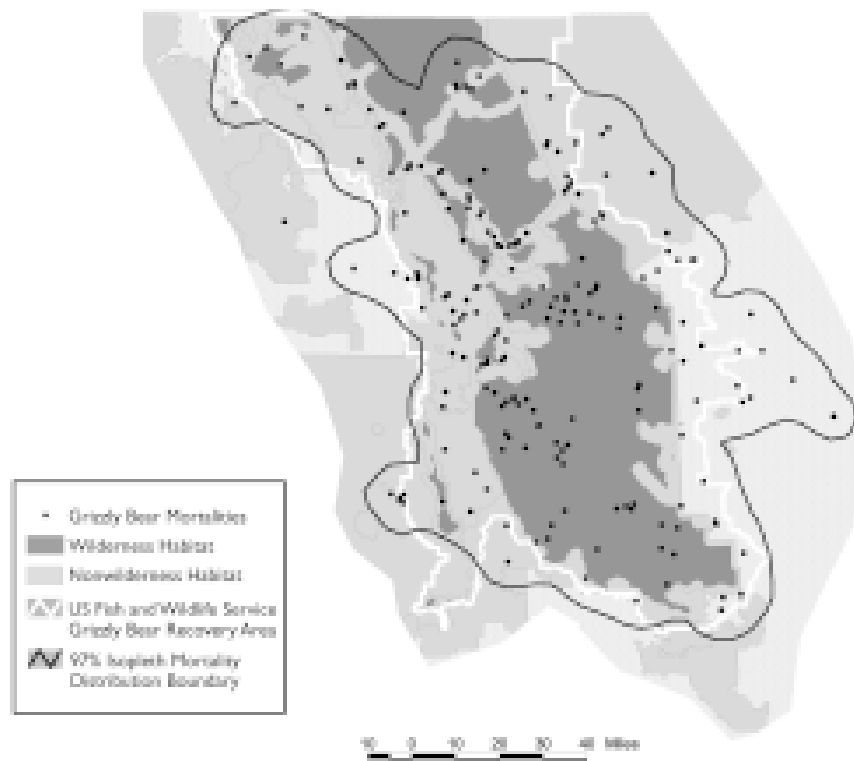 Grizzly Bear Mortalities
Wilderness Habitat
Nonwilderness Habitat
US Fish and Wildlife Service
Grizzly Bear Recovery Area
97% Isopleth Mortality
Distribution Boundary
10 0 10 20 30 40 Miles